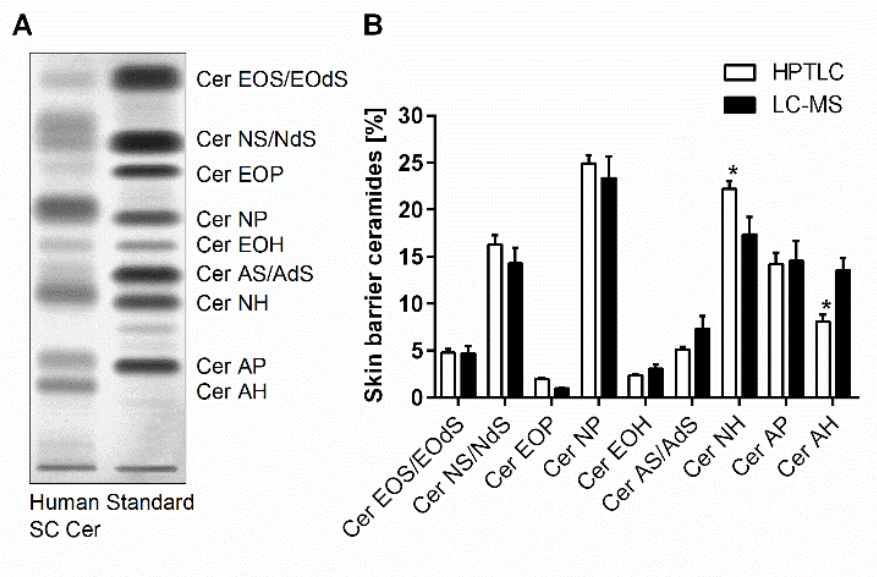 A
Cer EOS/EOdS
Cer NS/NdS
Cer EOP
Cer NP
Cer EOH
Cer AS/AdS
Cer NH
Cer AP
Cer AH
Human Standard
SC Cer
B
HPTLC
LC-MS
Skin barrier ceramides [%]
30
25
20
15
10
5
0
*
*
Cer EOS/EOdS
Cer NS/NdS
Cer EOP
Cer NP
Cer EOH
Cer AS/AdS
Cer NH
Cer AP
Cer AH